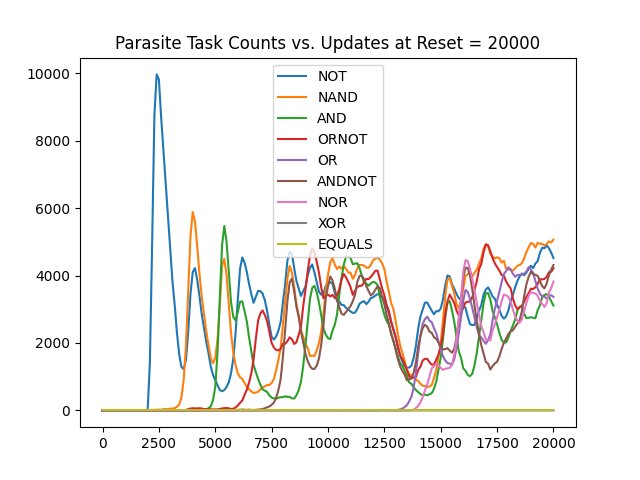 Parasite Task Counts vs. Updates at Reset = 20000
10000
8000
6000
4000
2000
0
NOT
NAND
AND
ORNOT
OR
ANDNOT
NOR
XOR
EQUALS
0 2500 5000 7500 10000 12500 15000 17500 20000